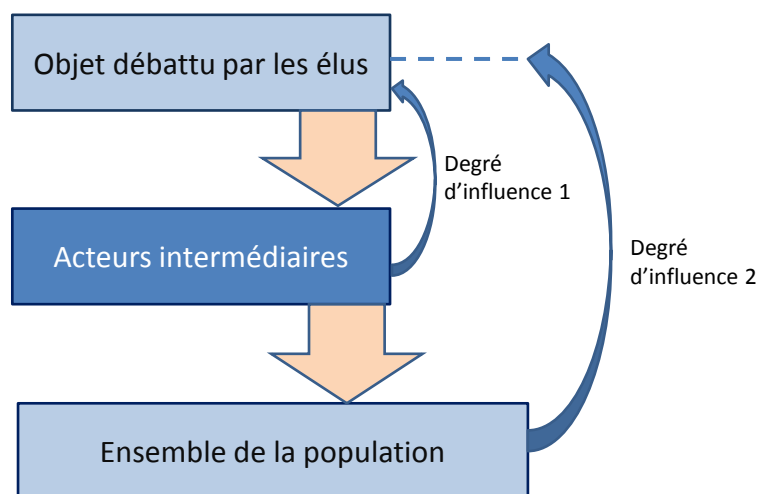 Objet débattu par les élus
Degré
d'influence 1
Acteurs intermédiaires
Degré
d'influence 2
Ensemble de la population